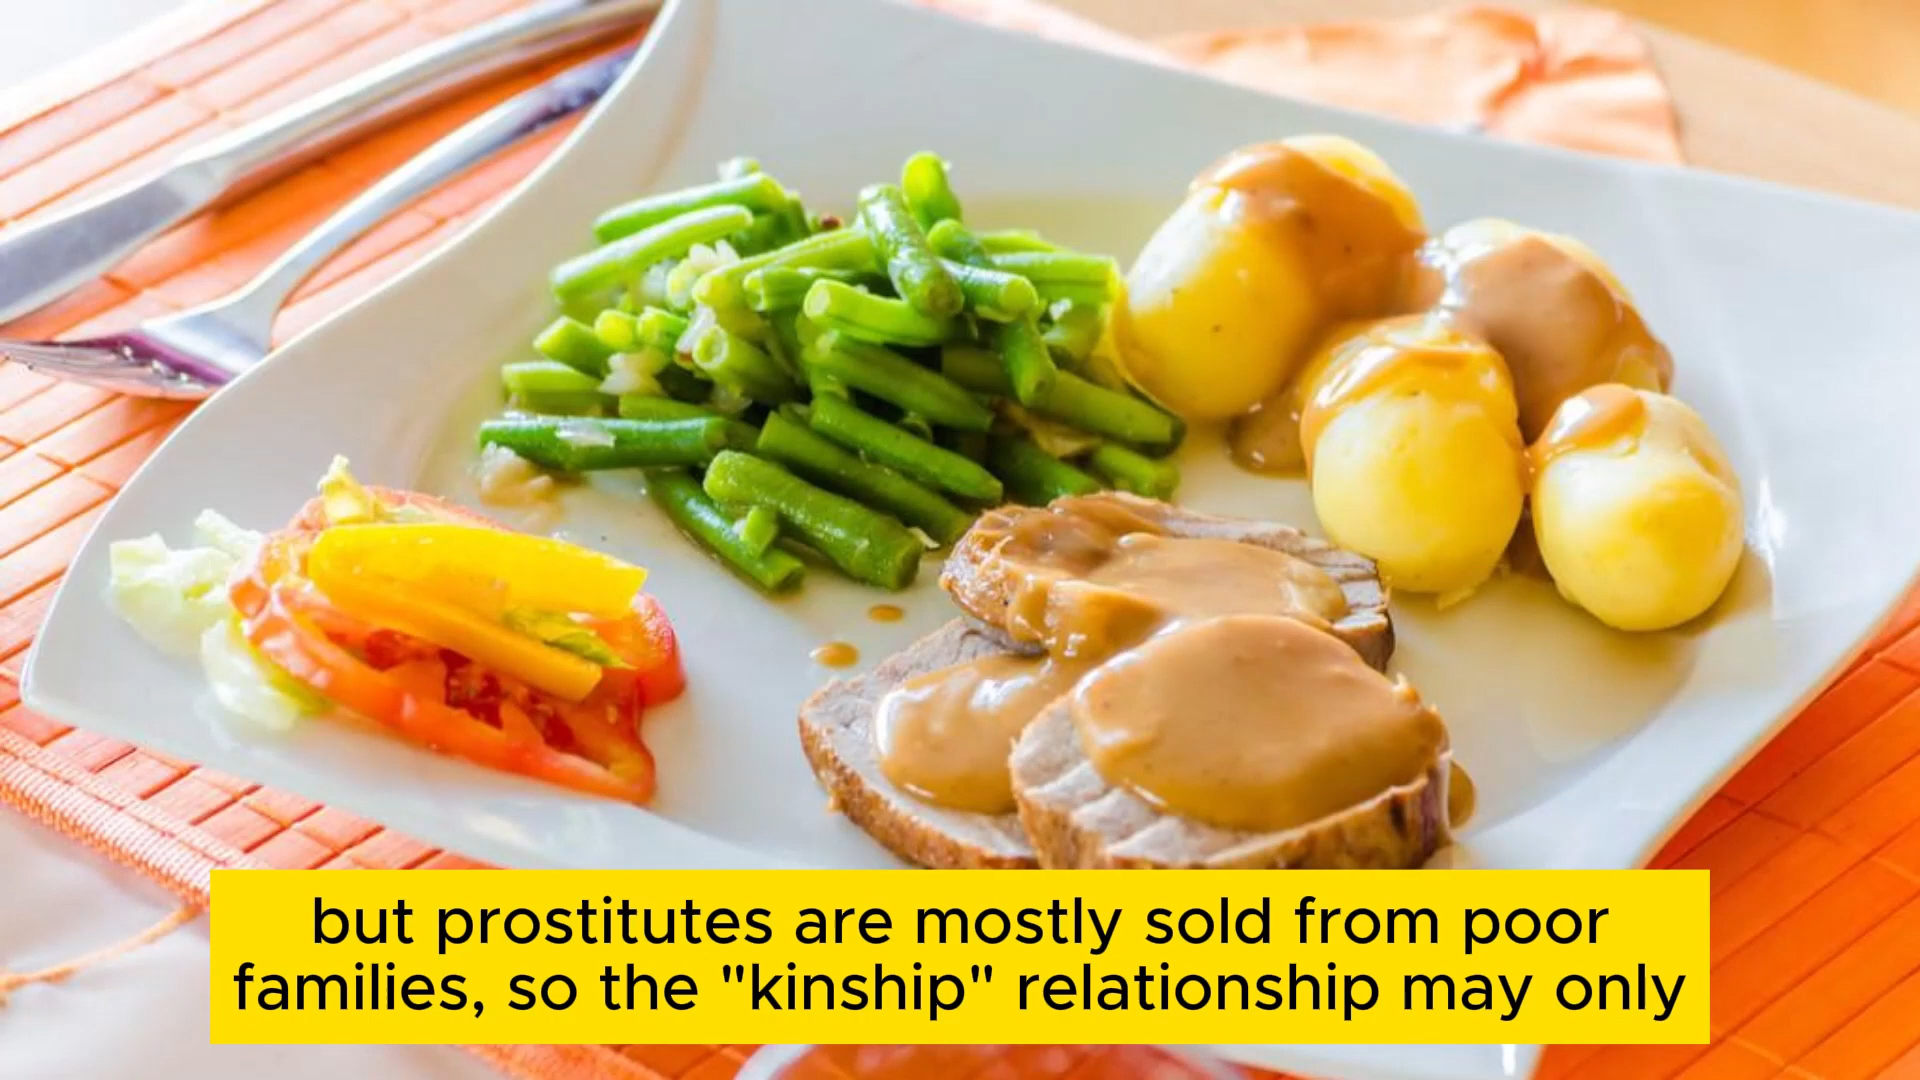 but prostitutes are mostly sold from poor
families, so the "kinship" relationship may only